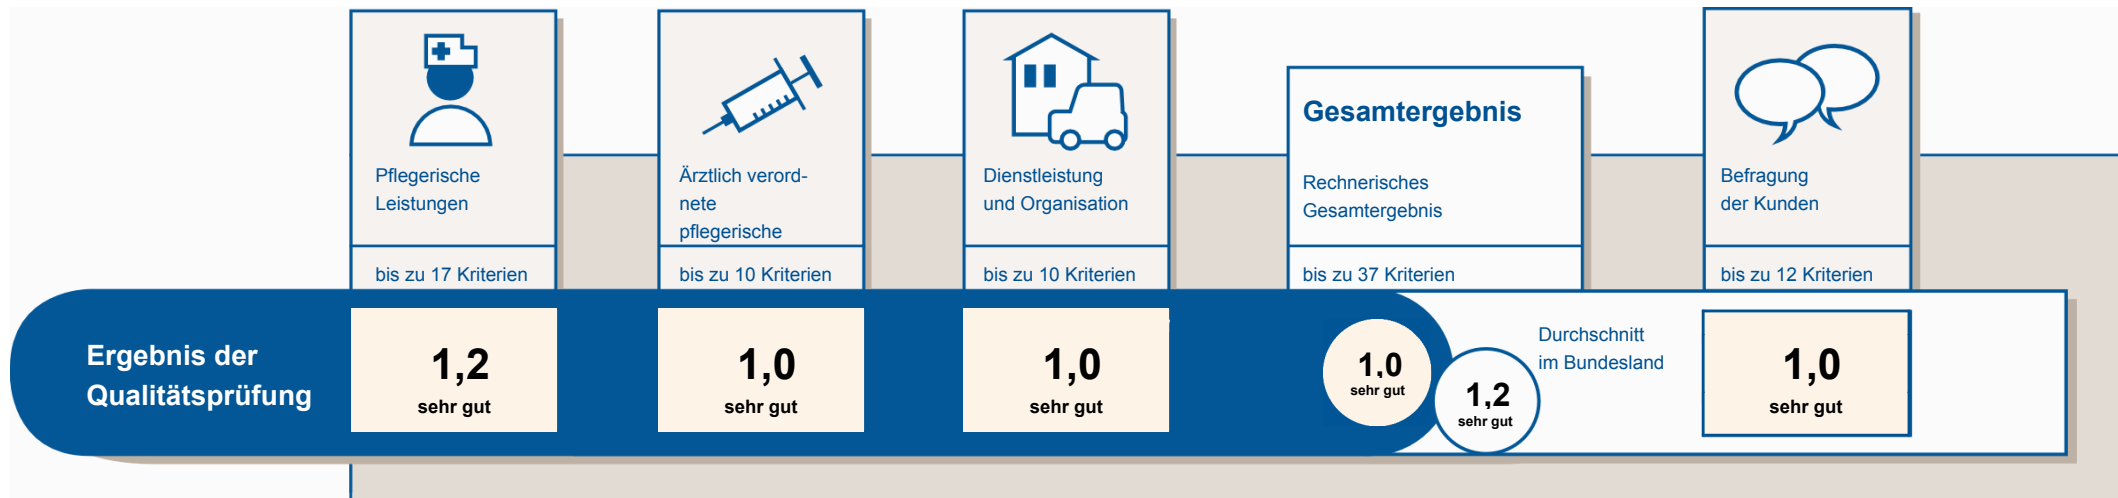 Pflegerische
Leistungen
bis zu 17 Kriterien
Ärztlich verord-
nete
pflegerische
bis zu 10 Kriterien
Dienstleistung
und Organisation
bis zu 10 Kriterien
Gesamtergebnis
Rechnerisches
Gesamtergebnis
bis zu 37 Kriterien
Befragung
der Kunden
bis zu 12 Kriterien
Ergebnis der
Qualitätsprüfung
1,2
sehr gut
1,0
sehr gut
1,0
sehr gut
1,0
sehr gut
1,2
sehr gut
Durchschnitt
im Bundesland
1,0
sehr gut